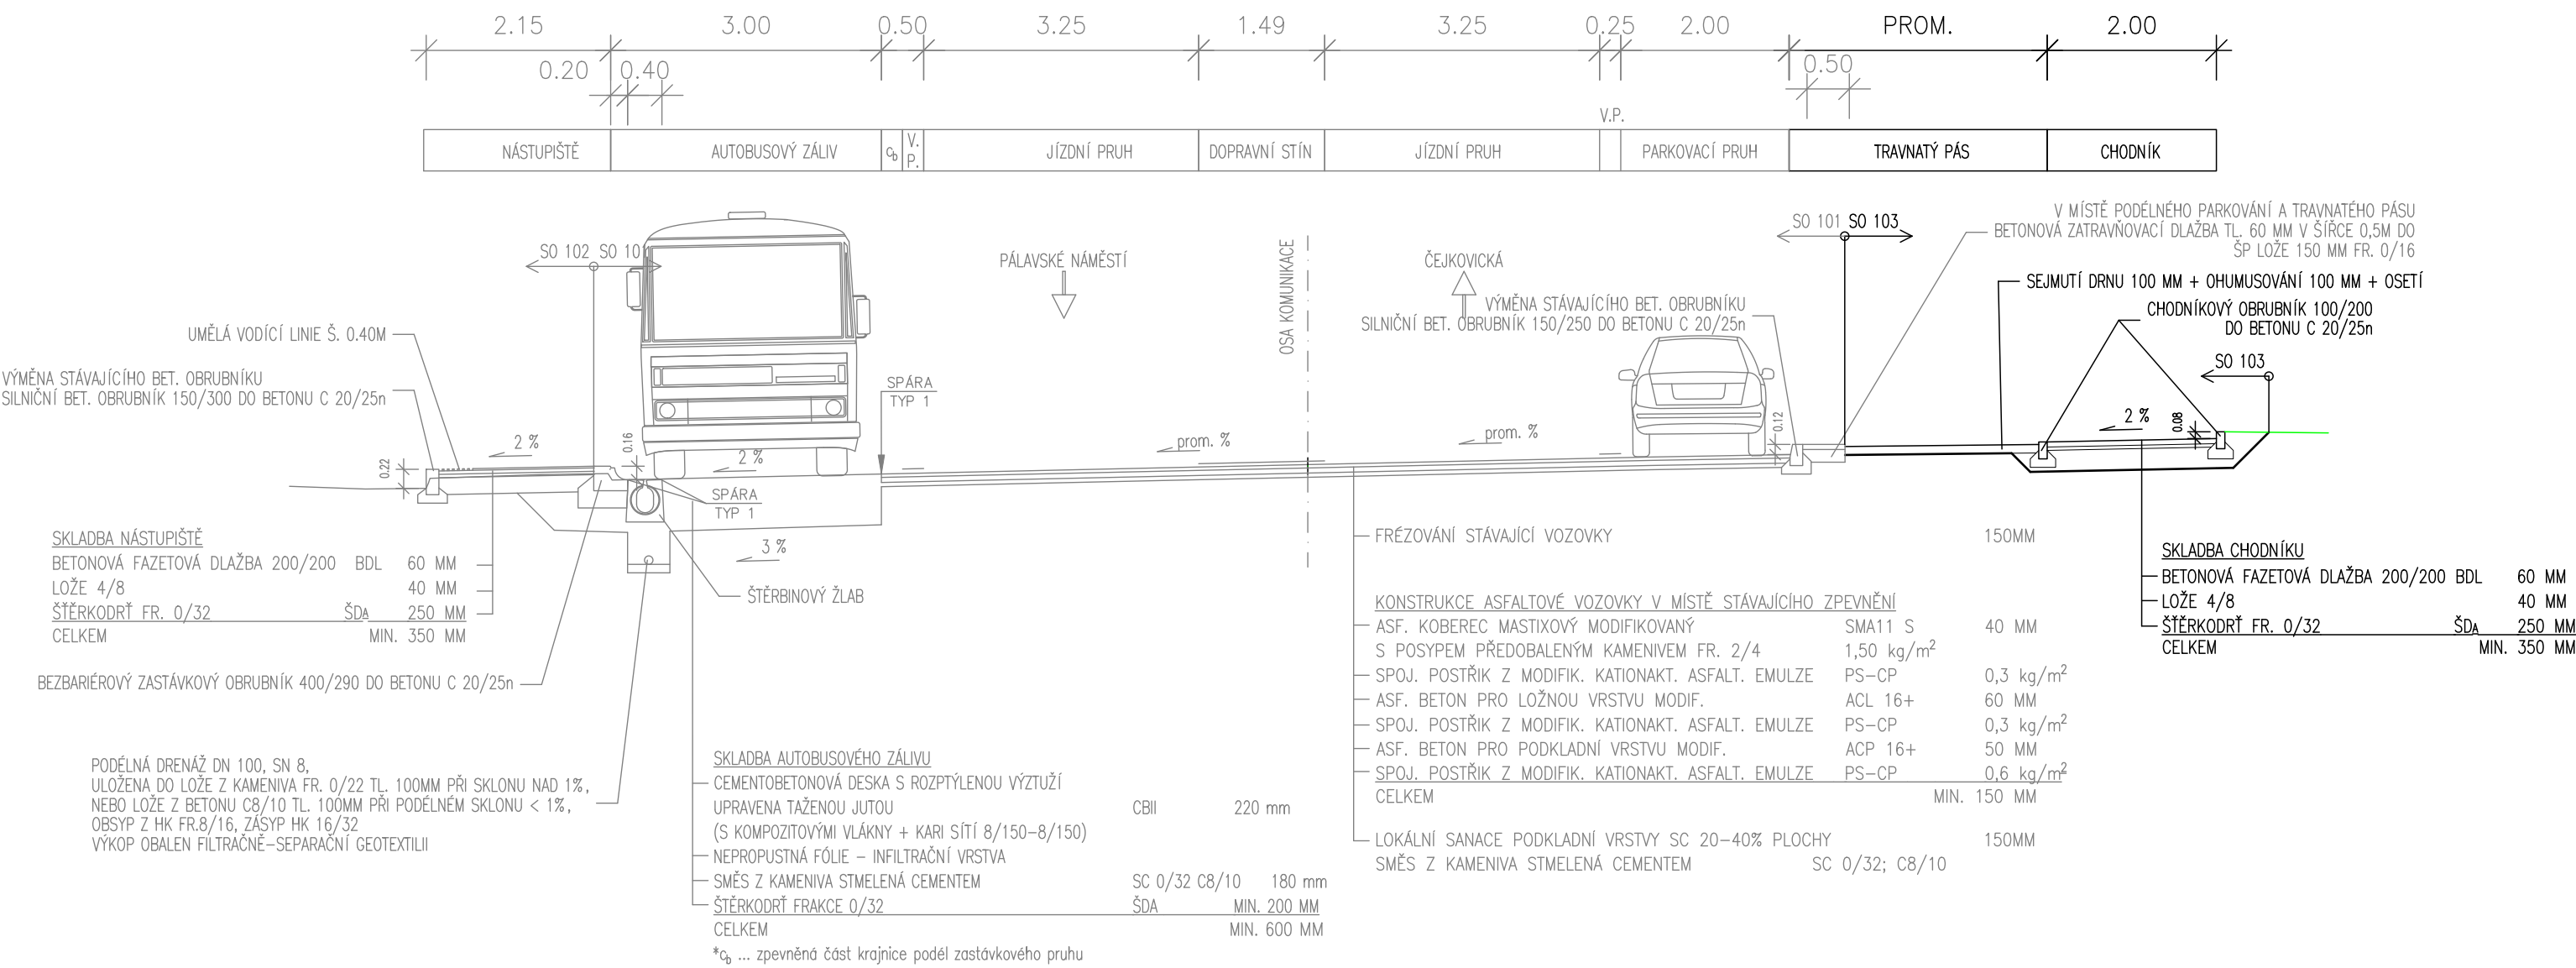 2.15 3.00 0.50 3.25 1.49 3.25 0.25 2.00 PROM. 2.00
0.20 0.40 0.50
V.P.
NÁSTUPIŠTĚ AUTOBUSOVÝ ZÁLIV cb V. P. JÍZDNÍ PRUH DOPRAVNÍ STÍN JÍZDNÍ PRUH PARKOVACÍ PRUH TRAVNATÝ PÁS CHODNÍK
SO 102 SO 101
PÁLAVSKÉ NÁMĚSTÍ
OSA KOMUNIKACE
ČEJKOVICKÁ
SO 101 SO 103
V MÍSTĚ PODÉLNÉHO PARKOVÁNÍ A TRAVNATÉHO PÁSU
BETONOVÁ ZATRAVŇOVACÍ DLAŽBA TL. 60 MM V ŠÍŘCE 0,5M DO
ŠP LOŽE 150 MM FR. 0/16
SEJMUTÍ DRNU 100 MM + OHUMUSOVÁNÍ 100 MM + OSETÍ
CHODNÍKOVÝ OBRUBNÍK 100/200
DO BETONU C 20/25n
SO 103
VÝMĚNA STÁVAJÍCÍHO BET. OBRUBNÍKU
SILNIČNÍ BET. OBRUBNÍK 150/250 DO BETONU C 20/25n
UMĚLÁ VODÍCÍ LINIE Š. 0.40M
VÝMĚNA STÁVAJÍCÍHO BET. OBRUBNÍKU
SILNIČNÍ BET. OBRUBNÍK 150/300 DO BETONU C 20/25n
SPÁRA
TYP 1
0.22
2 %
0.16
2 %
prom. %
prom. %
0.12
2 %
0.08
SPÁRA
TYP 1
3 %
ŠTĚRBINOVÝ ŽLAB
SKLADBA NÁSTUPIŠTĚ
BETONOVÁ FAZETOVÁ DLAŽBA 200/200 BDL 60 MM
LOŽE 4/8 40 MM
ŠTĚRKODRŤ FR. 0/32 ŠDA 250 MM
CELKEM MIN. 350 MM
BEZBARIÉROVÝ ZASTÁVKOVÝ OBRUBNÍK 400/290 DO BETONU C 20/25n
PODÉLNÁ DRENÁŽ DN 100, SN 8,
ULOŽENA DO LOŽE Z KAMENIVA FR. 0/22 TL. 100MM PŘI SKLONU NAD 1%,
NEBO LOŽE Z BETONU C8/10 TL. 100MM PŘI PODÉLNÉM SKLONU < 1%,
OBSYP Z HK FR.8/16, ZÁSYP HK 16/32
VÝKOP OBALEN FILTRAČNĚ-SEPARAČNÍ GEOTEXTILII
SKLADBA AUTOBUSOVÉHO ZÁLIVU
CEMENTOBETONOVÁ DESKA S ROZPTÝLENOU VÝZTUŽÍ
UPRAVENA TAŽENOU JUTOU CBII 220 mm
(S KOMPOZITOVÝMI VLÁKNY + KARI SÍTÍ 8/150-8/150)
NEPROPUSTNÁ FÓLIE - INFILTRAČNÍ VRSTVA
SMĚS Z KAMENIVA STMELENÁ CEMENTEM SC 0/32 C8/10 180 mm
ŠTĚRKODRŤ FRAKCE 0/32 ŠDA MIN. 200 MM
CELKEM MIN. 600 MM
*cb ... zpevněná část krajnice podél zastávkového pruhu
FRÉZOVÁNÍ STÁVAJÍCÍ VOZOVKY 150MM
KONSTRUKCE ASFALTOVÉ VOZOVKY V MÍSTĚ STÁVAJÍCÍHO ZPEVNĚNÍ
ASF. KOBEREC MASTIXOVÝ MODIFIKOVANÝ SMA11 S 40 MM
S POSYPEM PŘEDOBALENÝM KAMENIVEM FR. 2/4 1,50 kg/m²
SPOJ. POSTŘIK Z MODIFIK. KATIONAKT. ASFALT. EMULZE PS-CP 0,3 kg/m²
ASF. BETON PRO LOŽNOU VRSTVU MODIF. ACL 16+ 60 MM
SPOJ. POSTŘIK Z MODIFIK. KATIONAKT. ASFALT. EMULZE PS-CP 0,3 kg/m²
ASF. BETON PRO PODKLADNÍ VRSTVU MODIF. ACP 16+ 50 MM
SPOJ. POSTŘIK Z MODIFIK. KATIONAKT. ASFALT. EMULZE PS-CP 0,6 kg/m²
CELKEM MIN. 150 MM
LOKÁLNÍ SANACE PODKLADNÍ VRSTVY SC 20-40% PLOCHY 150MM
SMĚS Z KAMENIVA STMELENÁ CEMENTEM SC 0/32; C8/10
SKLADBA CHODNÍKU
BETONOVÁ FAZETOVÁ DLAŽBA 200/200 BDL 60 MM
LOŽE 4/8 40 MM
ŠTĚRKODRŤ FR. 0/32 ŠDA 250 MM
CELKEM MIN. 350 MM